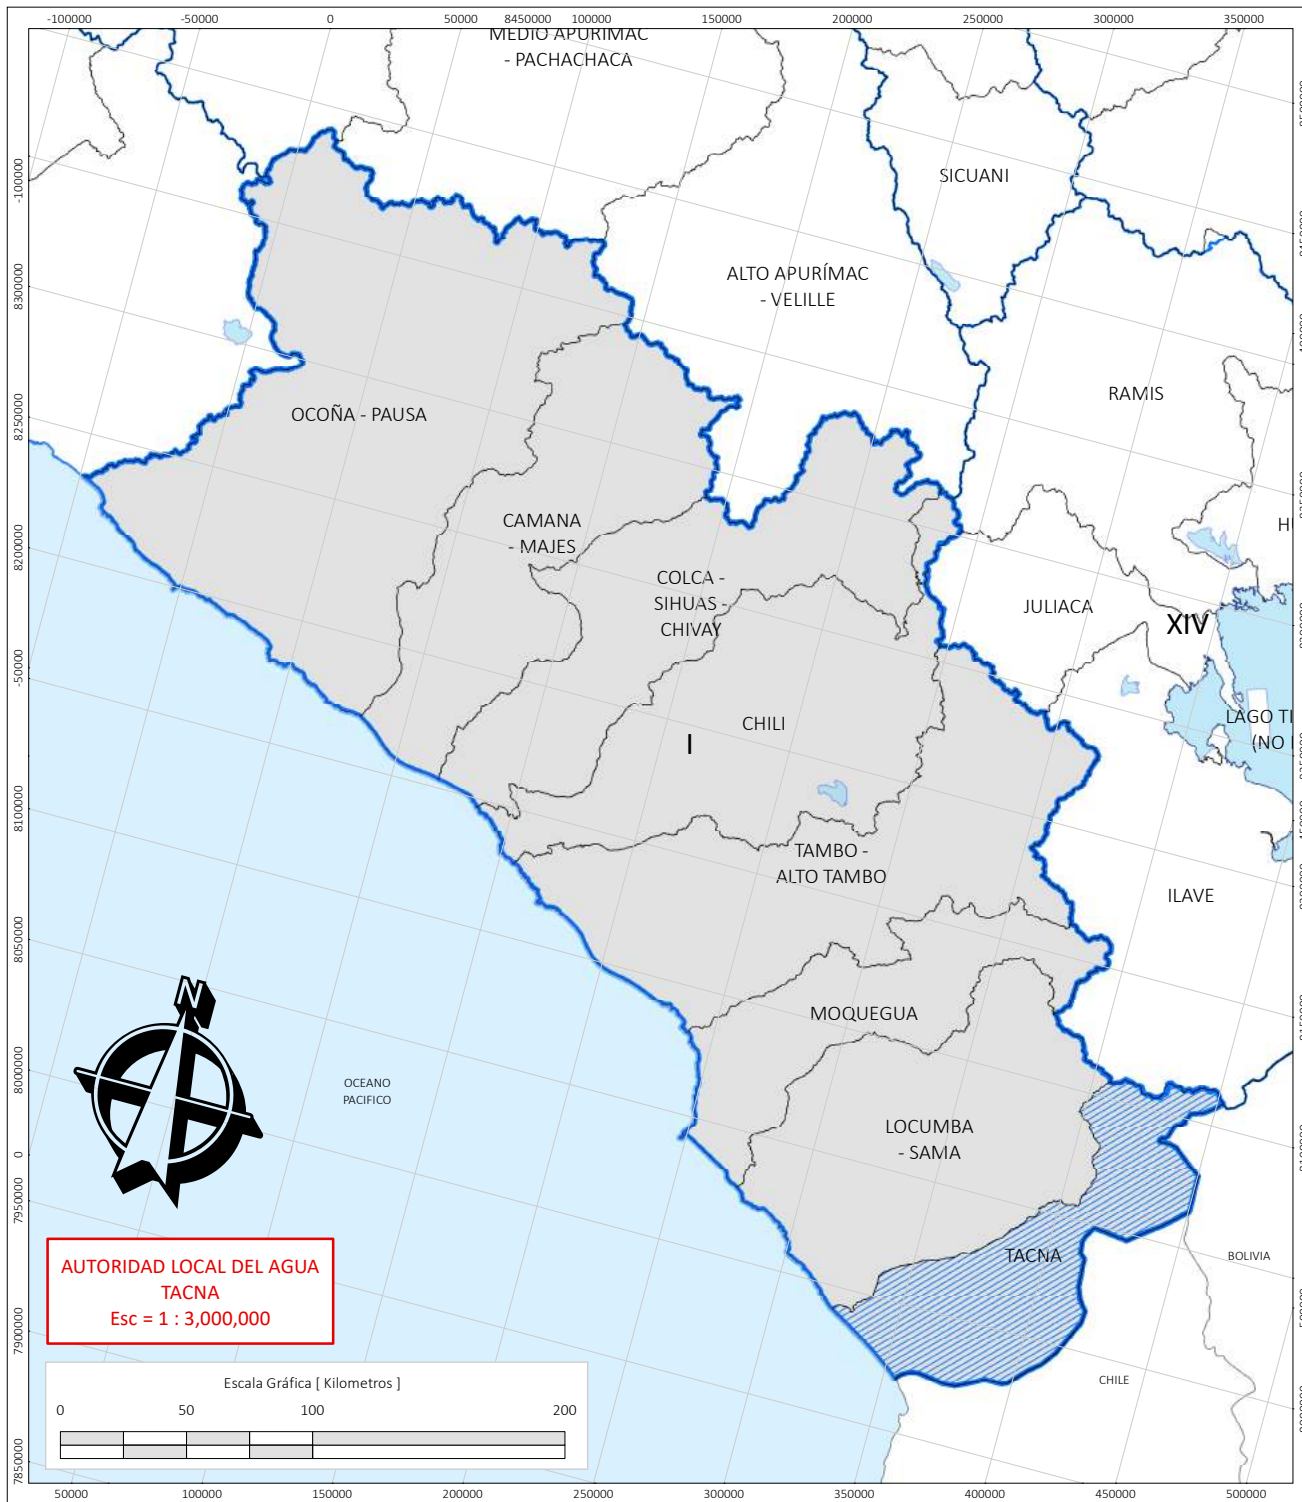 -100000
-50000
0
50000
8450000
100000
150000
200000
250000
300000
350000
MEDIO APURÍMAC
- PACHACHACA
SICUANI
ALTO APURÍMAC
- VELILLE
RAMIS
OCOÑA - PAUSA
CAMANA
- MAJES
COLCA -
SIHUAS -
CHIVAY
JULIACA
XIV
LAGO TI
(NO
CHILI
I
TAMBO -
ALTO TAMBO
ILAVE
MOQUEGUA
LOCUMBA
- SAMA
TACNA
BOLIVIA
CHILE
OCEANO
PACIFICO
N
-100000
8300000
8250000
8200000
-50000
8100000
8050000
8000000
0
7950000
7900000
7850000
AUTORIDAD LOCAL DEL AGUA
TACNA
Esc = 1 : 3,000,000
Escala Gráfica [ Kilometros ]
0
50
100
200
50000
100000
150000
200000
250000
300000
350000
400000
450000
500000